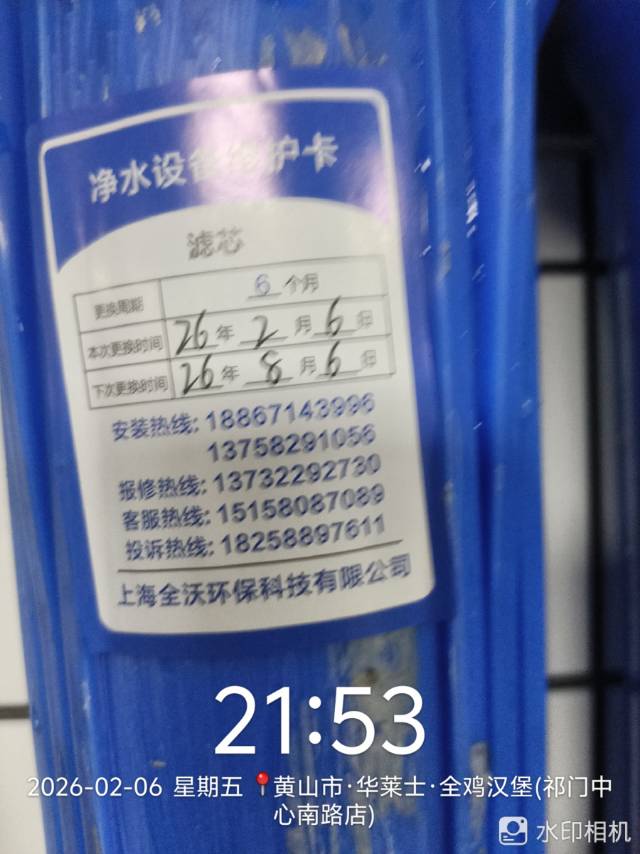 净水设备维护卡
滤芯
更换周期 6 个月
本次更换时间 26 年 2 月 6 日
下次更换时间 26 年 8 月 6 日
安装热线: 18867143996
13758291056
报修热线: 13732292730
客服热线: 15158087089
投诉热线: 18258897611
上海全沃环保科技有限公司
21:53
2026-02-06 星期五 📍黄山市·华莱士·全鸡汉堡(祁门中
心南路店)
水印相机